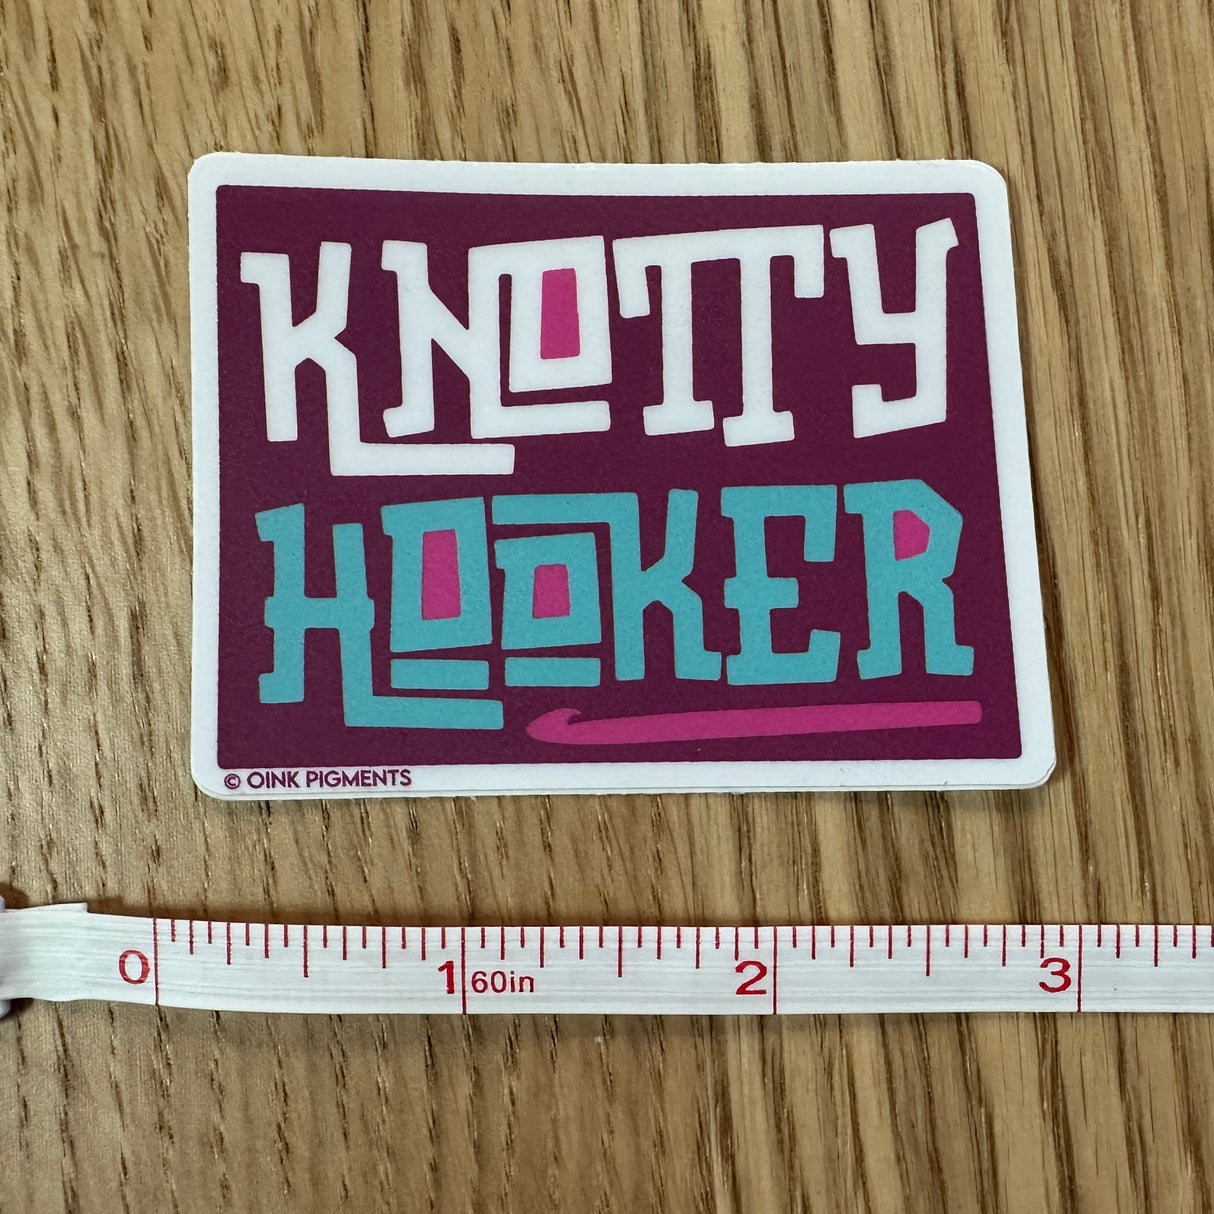 KNOTTY
HOOKER
© OINK PIGMENTS
0 1 60in 2 3